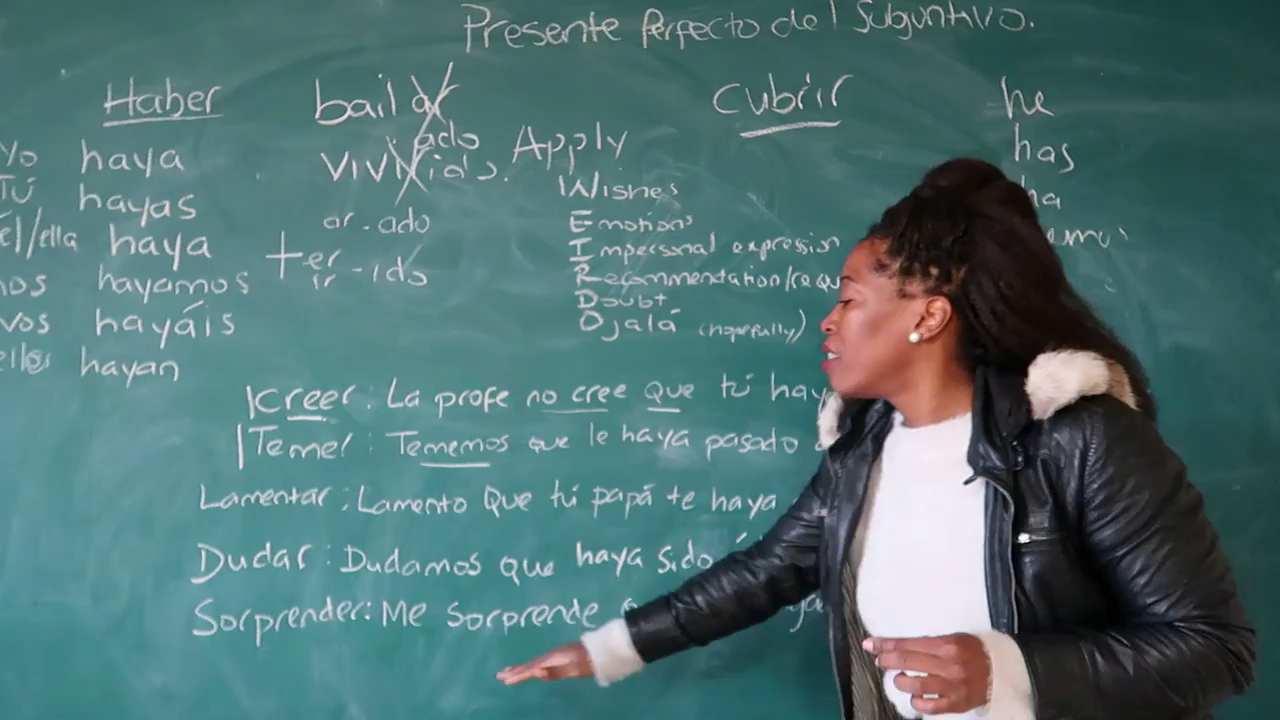 Presente Perfecto del Subjuntivo.
Haber bailar cubrir he
ado
yo haya vivir ido. Apply has
Tú hayas Wishes ha
ar - ado Emotions
él/ella haya Impersonal expression
+ er
ir - ido Recommendation/requ
nos hayamos Doubt
vos hayáis Ojalá (hopefully)
ellos hayan
creer: La profe no cree que tú hay
Temer: Tememos que le haya pasado
Lamentar: Lamento Que tú papá te haya
Dudar: Dudamos que haya sido
Sorprender: Me sorprende